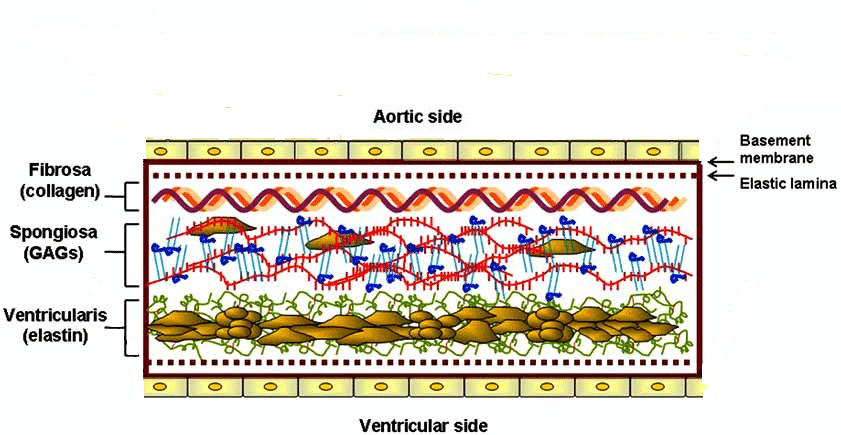 Aortic side
Basement
membrane
Elastic lamina
Fibrosa
(collagen)
Spongiosa
(GAGs)
Ventricularis
(elastin)
Ventricular side